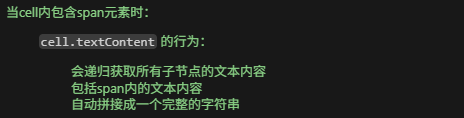 当cell内包含span元素时：
cell.textContent 的行为：
会递归获取所有子节点的文本内容
包括span内的文本内容
自动拼接成一个完整的字符串